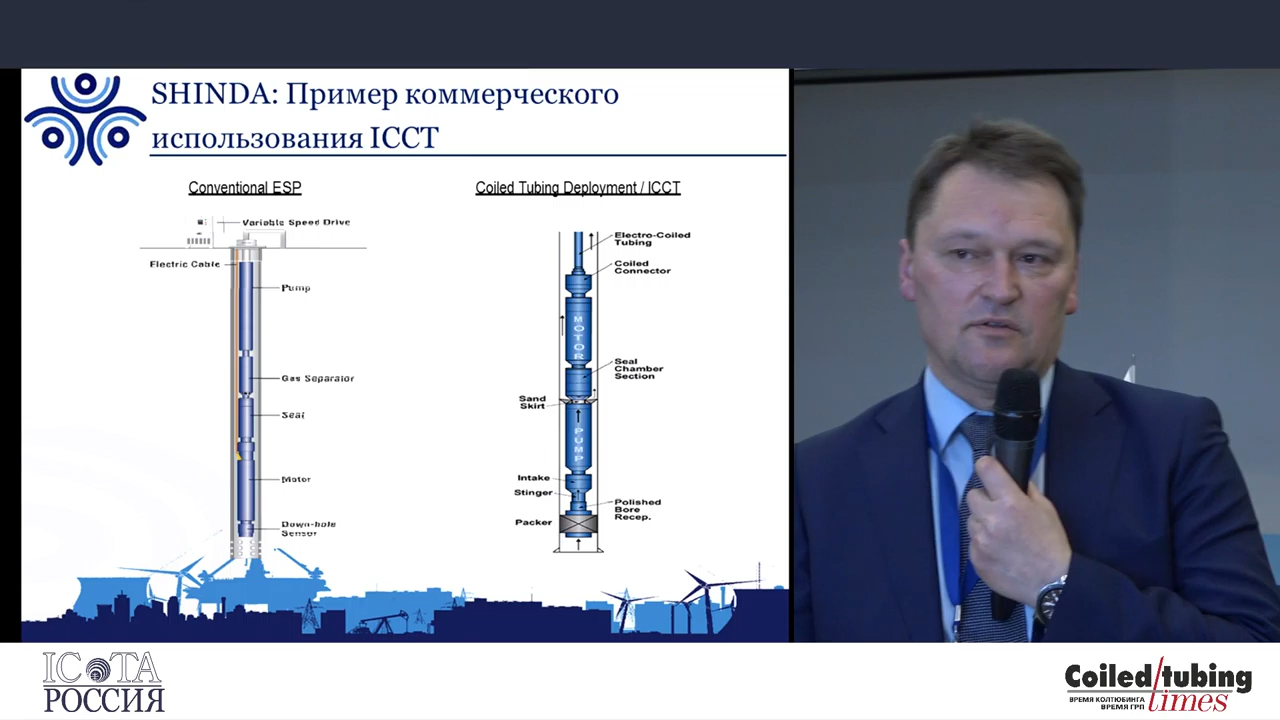 SHINDA: Пример коммерческого
использования ICCT
Conventional ESP
Variable Speed Drive
Electric Cable
Pump
Gas Separator
Seal
Motor
Down-hole
Sensor
Coiled Tubing Deployment / ICCT
Electro-Coiled
Tubing
Coiled
Connector
MOTOR
Seal
Chamber
Section
Sand
Skirt
PUMP
Intake
Stinger
Polished
Bore
Recep.
Packer
ICoTA
РОССИЯ
Coiled tubing
times
ВРЕМЯ КОЛТЮБИНГА
ВРЕМЯ ГРП